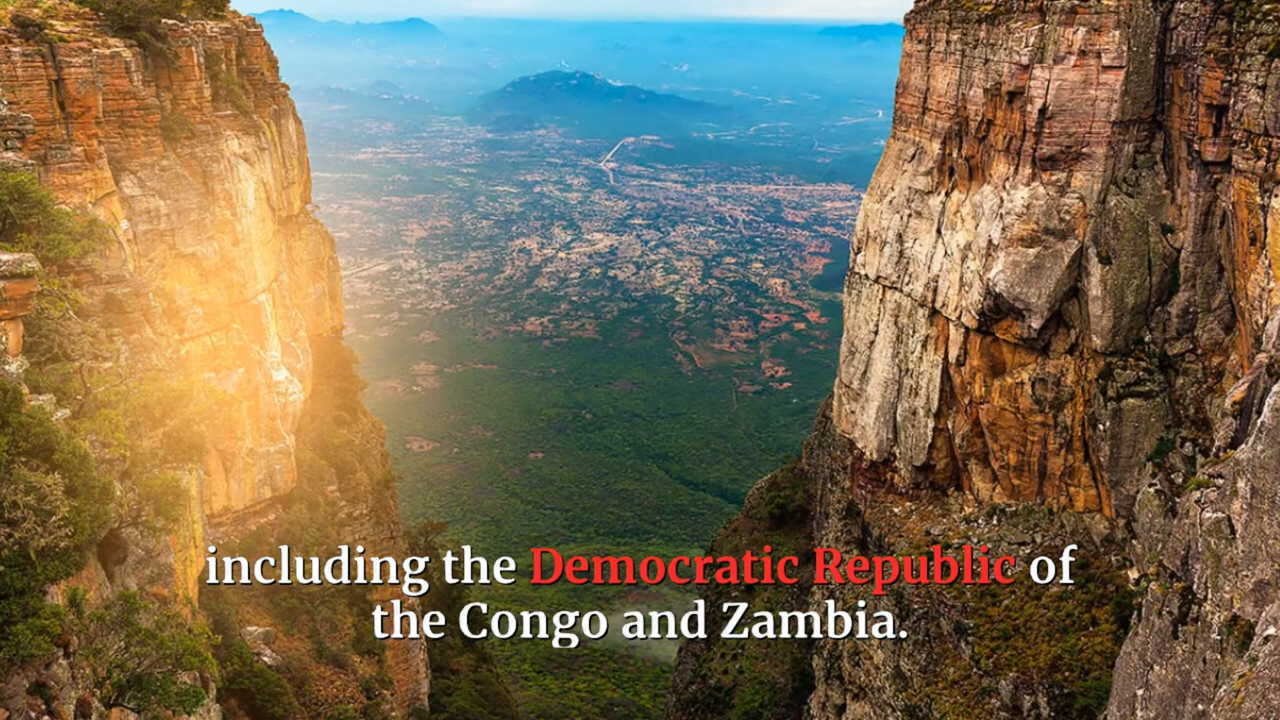 including the Democratic Republic of
the Congo and Zambia.